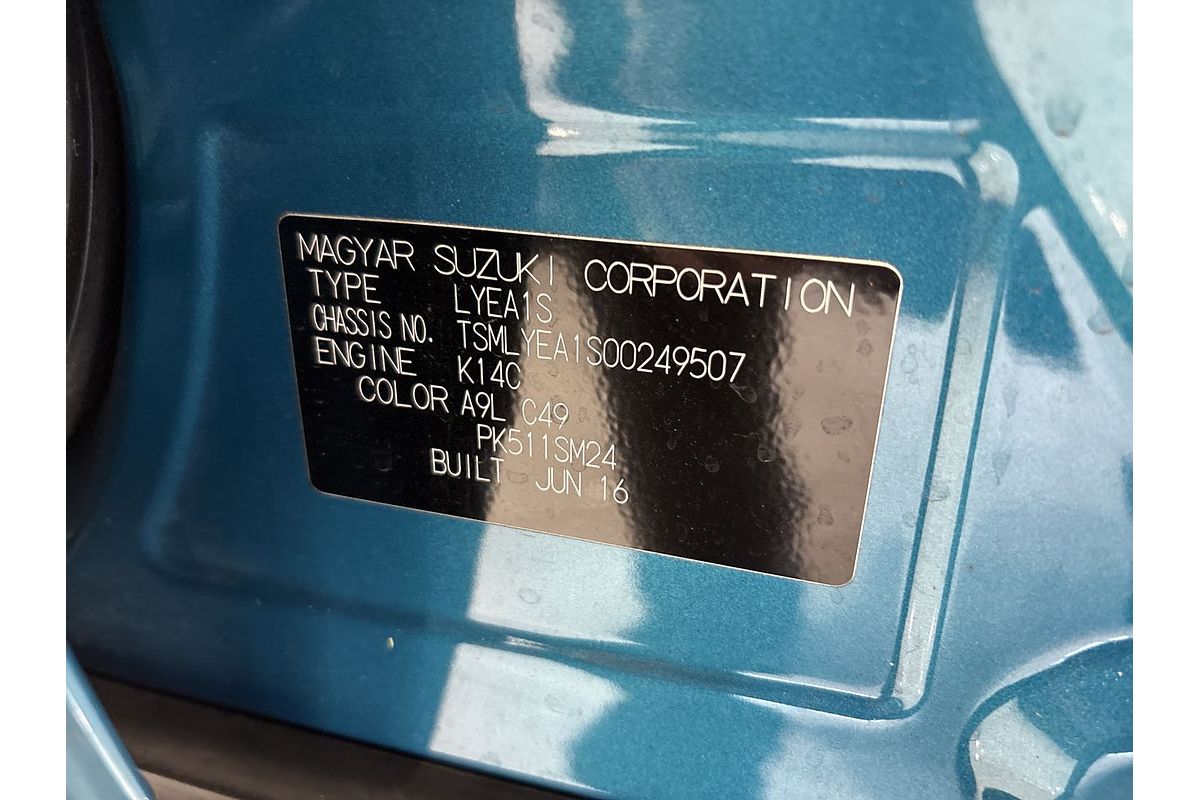 MAGYAR SUZUKI CORPORATION
TYPE LYEA1S
CHASSIS NO. TSMLYEA1S00249507
ENGINE K14C
COLOR A9L C49
PK511SM24
BUILT JUN 16